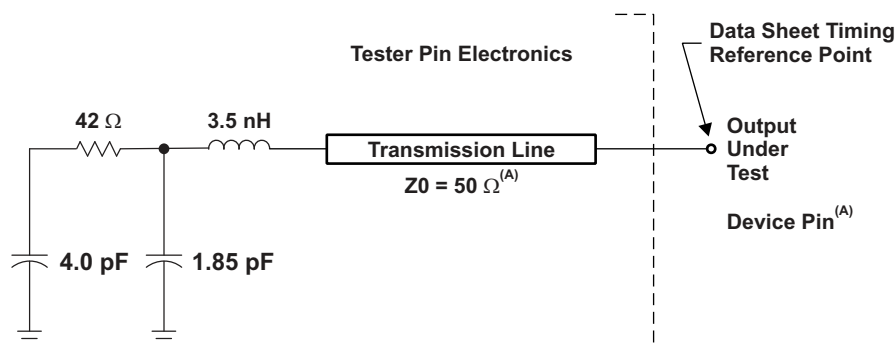 Tester Pin Electronics
Data Sheet Timing
Reference Point
42 Ω
3.5 nH
Transmission Line
Z0 = 50 Ω(A)
Output
Under
Test
Device Pin(A)
4.0 pF
1.85 pF